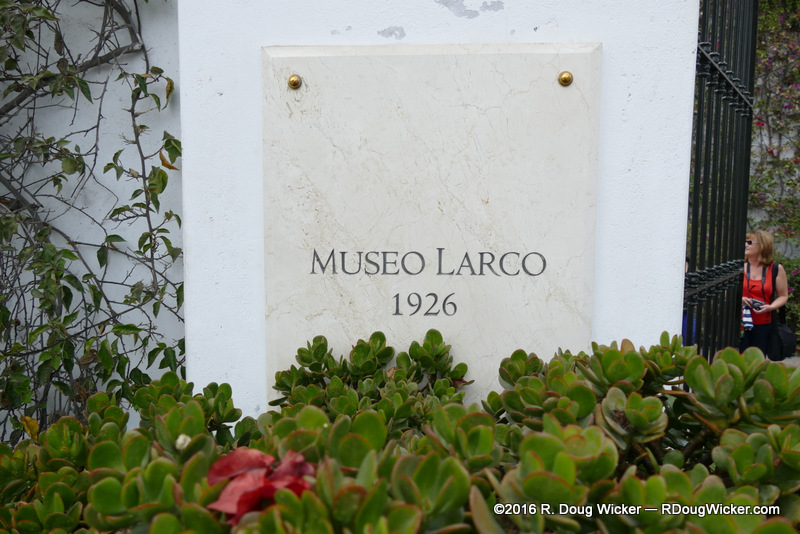 MUSEO LARCO
1926
©2016 R. Doug Wicker — RDougWicker.com